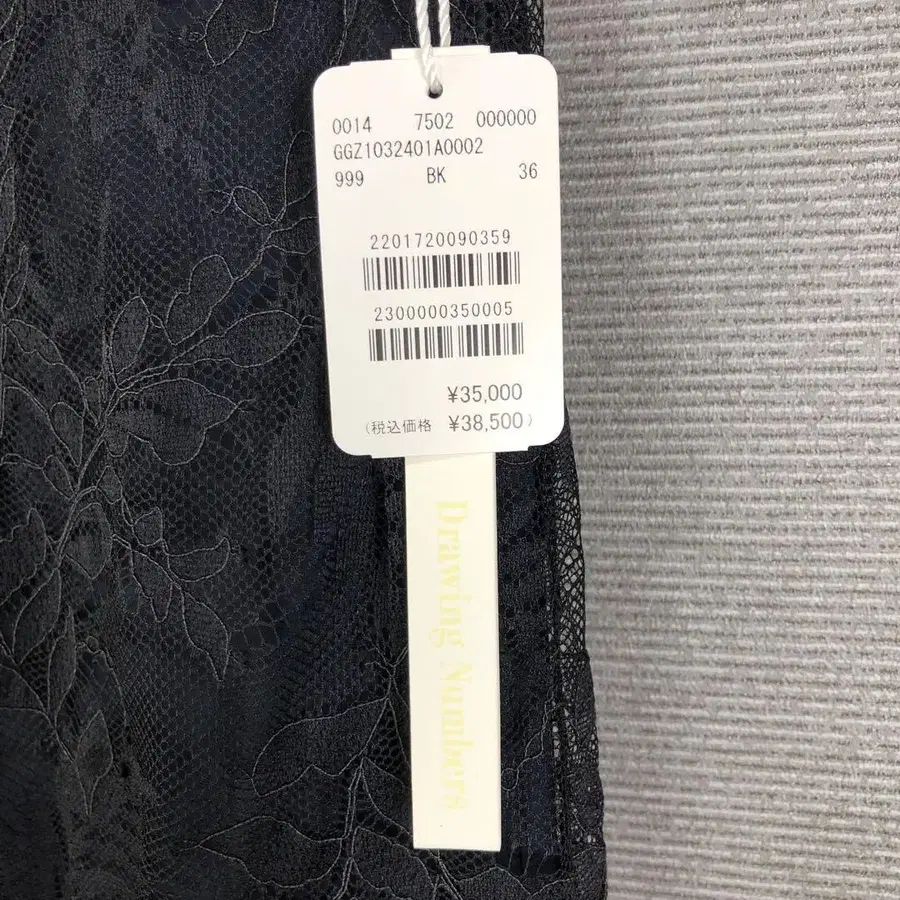 0014 7502 000000
GGZ1032401A0002
999 BK 36
2201720090359
2300000350005
¥35,000
(税込価格 ¥38,500)
Drawing Numbers